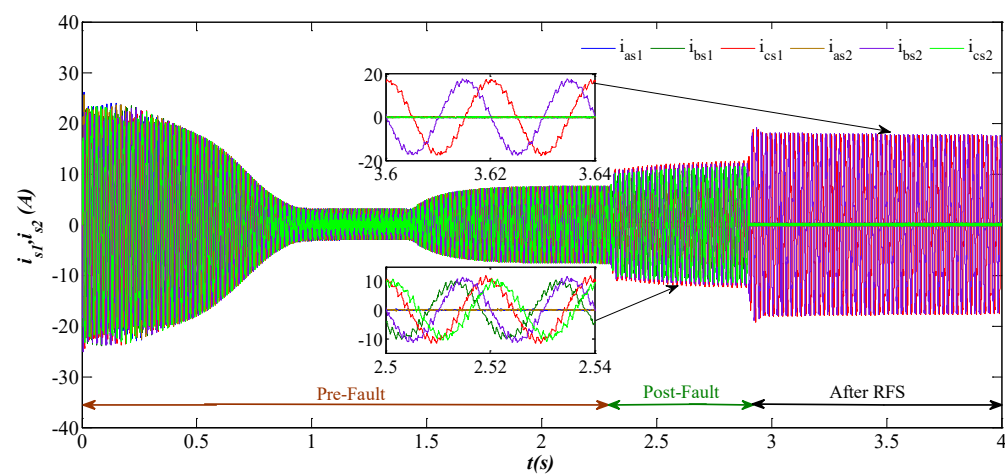 40
30
20
10
0
-10
-20
-30
-40
i_s1, i_s2 (A)
i_as1 i_bs1 i_cs1 i_as2 i_bs2 i_cs2
20
0
-20
3.6 3.62 3.64
10
0
-10
2.5 2.52 2.54
Pre-Fault Post-Fault After RFS
0 0.5 1 1.5 2 2.5 3 3.5 4
t(s)